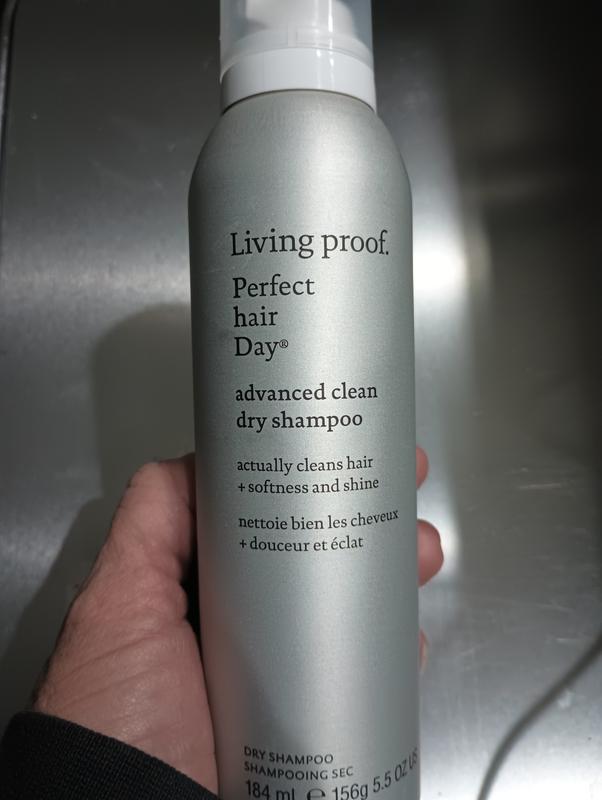 Living proof.
Perfect
hair
Day®
advanced clean
dry shampoo
actually cleans hair
+ softness and shine
nettoie bien les cheveux
+ douceur et éclat
DRY SHAMPOO
SHAMPOOING SEC
184 ml ℮ 156g 5.5 OZ US